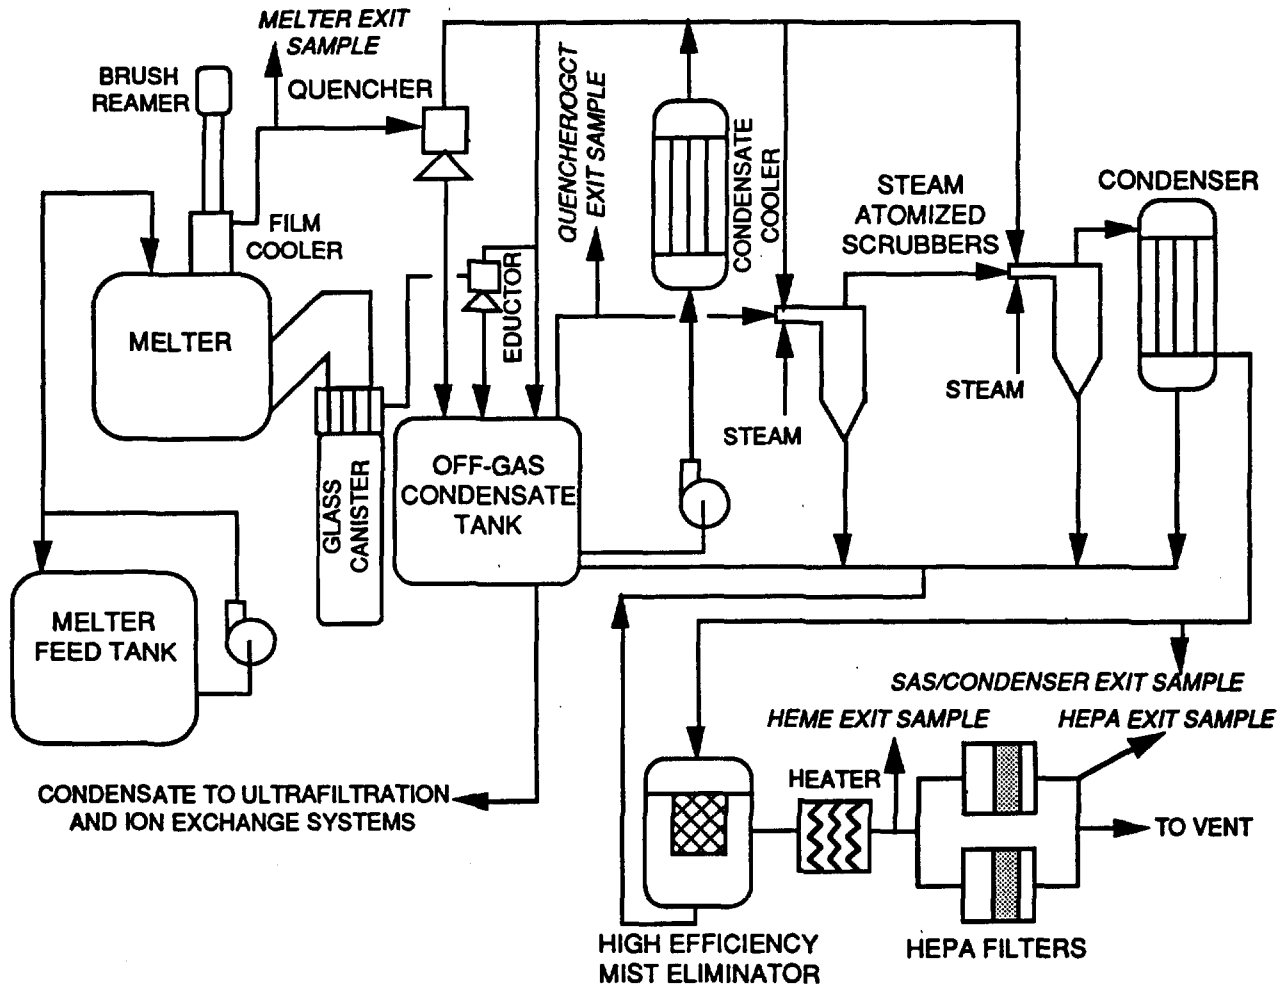 MELTER EXIT
SAMPLE
BRUSH
REAMER
QUENCHER
QUENCHER/OGCT
EXIT SAMPLE
CONDENSATE
COOLER
STEAM
ATOMIZED
SCRUBBERS
CONDENSER
FILM
COOLER
EDUCTOR
MELTER
STEAM
STEAM
GLASS
CANISTER
OFF-GAS
CONDENSATE
TANK
MELTER
FEED TANK
SAS/CONDENSER EXIT SAMPLE
HEME EXIT SAMPLE
HEPA EXIT SAMPLE
HEATER
CONDENSATE TO ULTRAFILTRATION
AND ION EXCHANGE SYSTEMS
TO VENT
HIGH EFFICIENCY
MIST ELIMINATOR
HEPA FILTERS